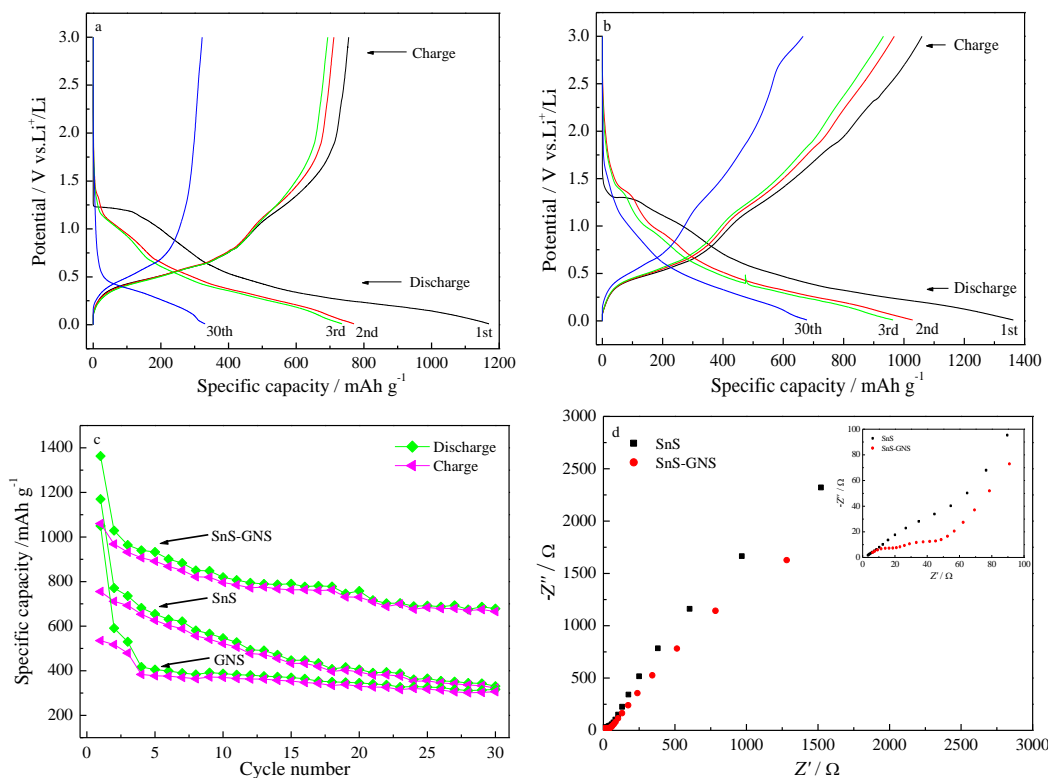 a
3.0
2.5
2.0
1.5
1.0
0.5
0.0
Potential / V vs.Li⁺/Li
Charge
Discharge
30th
3rd
2nd
1st
0 200 400 600 800 1000 1200
Specific capacity / mAh g⁻¹
b
3.0
2.5
2.0
1.5
1.0
0.5
0.0
Potential / V vs.Li⁺/Li
Charge
Discharge
30th
3rd
2nd
1st
0 200 400 600 800 1000 1200 1400
Specific capacity / mAh g⁻¹
c
1400
1200
1000
800
600
400
200
Specific capacity /mAh g⁻¹
Discharge
Charge
SnS-GNS
SnS
GNS
0 5 10 15 20 25 30
Cycle number
d
3000
2500
2000
1500
1000
500
0
-Z″/ Ω
SnS
SnS-GNS
0 500 1000 1500 2000 2500 3000
Z′ / Ω
100
80
60
40
20
0
-Z″ / Ω
SnS
SnS-GNS
0 20 40 60 80 100
Z′ / Ω